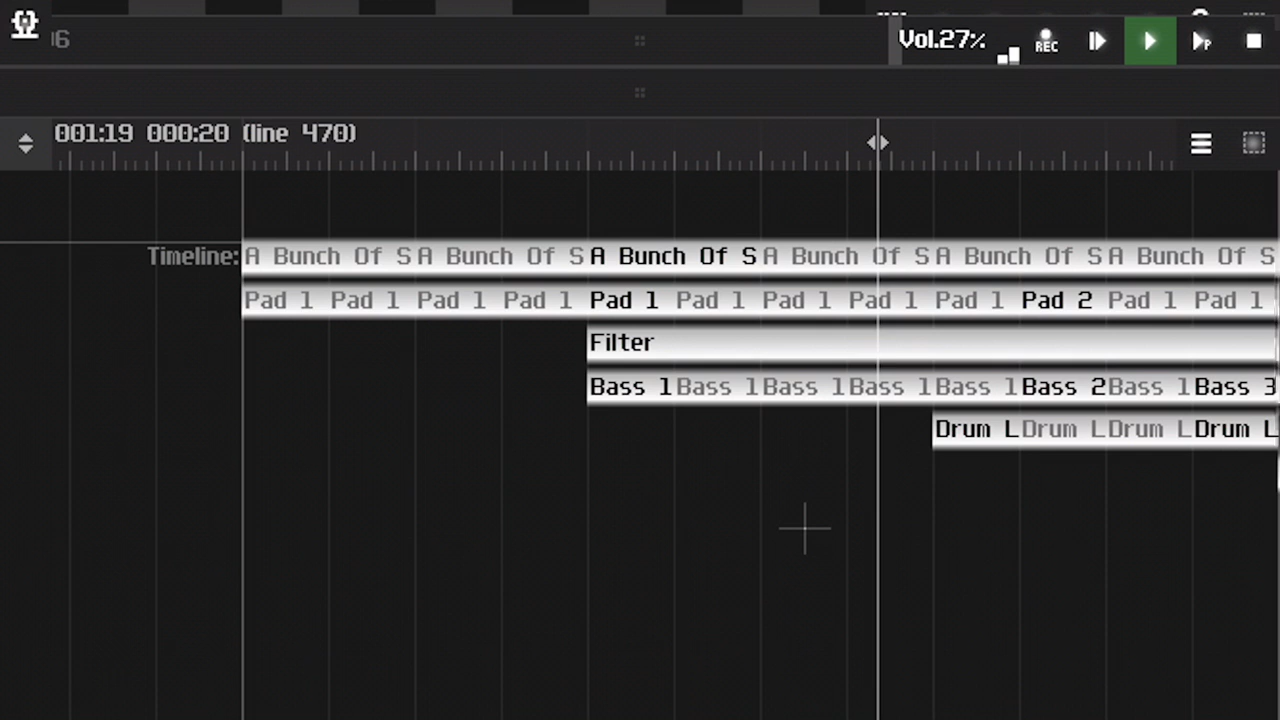 Vol.27% REC P
001:19 000:20 (line 470)
Timeline: A Bunch Of S A Bunch Of S A Bunch Of S A Bunch Of S A Bunch Of S A Bunch Of S
Pad 1 Pad 1 Pad 1 Pad 1 Pad 1 Pad 1 Pad 1 Pad 1 Pad 1 Pad 2 Pad 1 Pad 1
Filter
Bass 1 Bass 1 Bass 1 Bass 1 Bass 1 Bass 2 Bass 1 Bass 3
Drum L Drum L Drum L Drum L